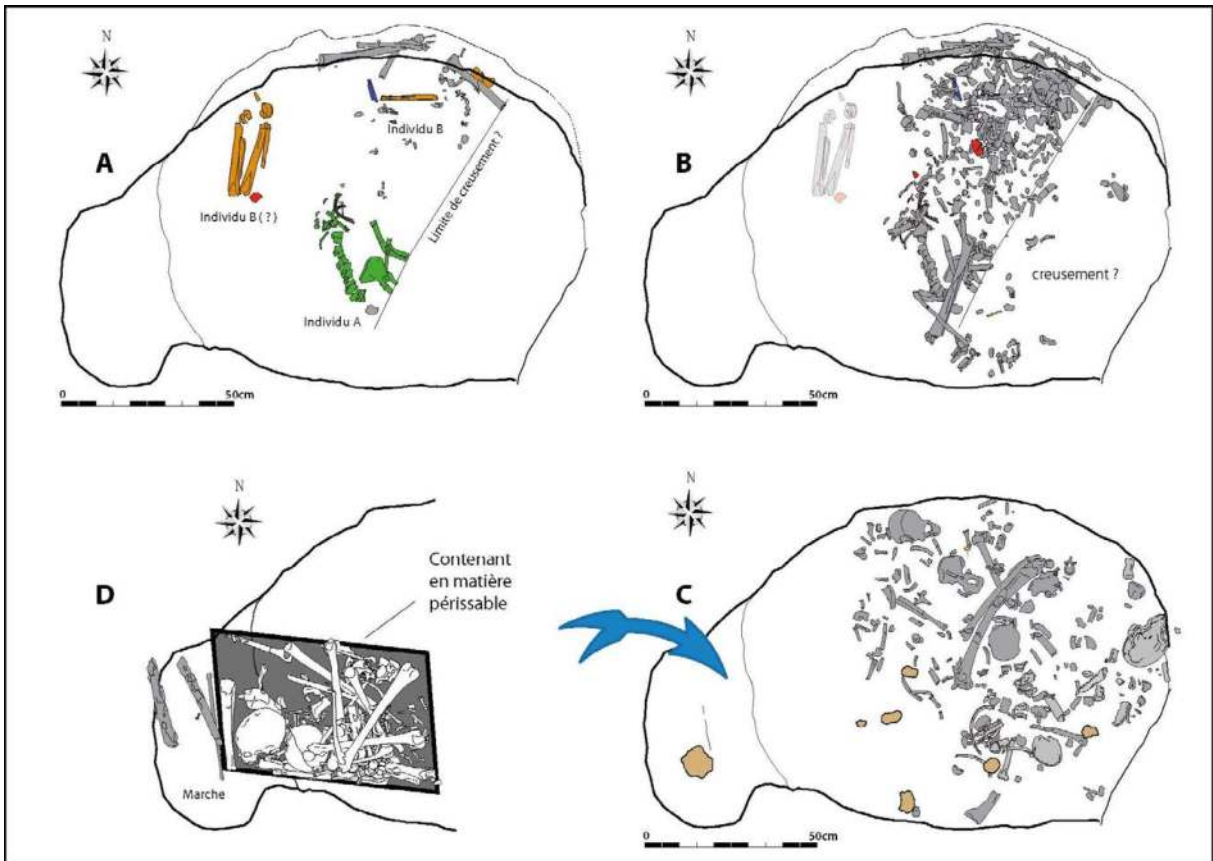 N
A
Individu B
Individu B ( ? )
Limite de creusement ?
Individu A
0
50cm
N
B
creusement ?
0
50cm
N
D
Contenant
en matière
périssable
Marche
N
C
0
50cm